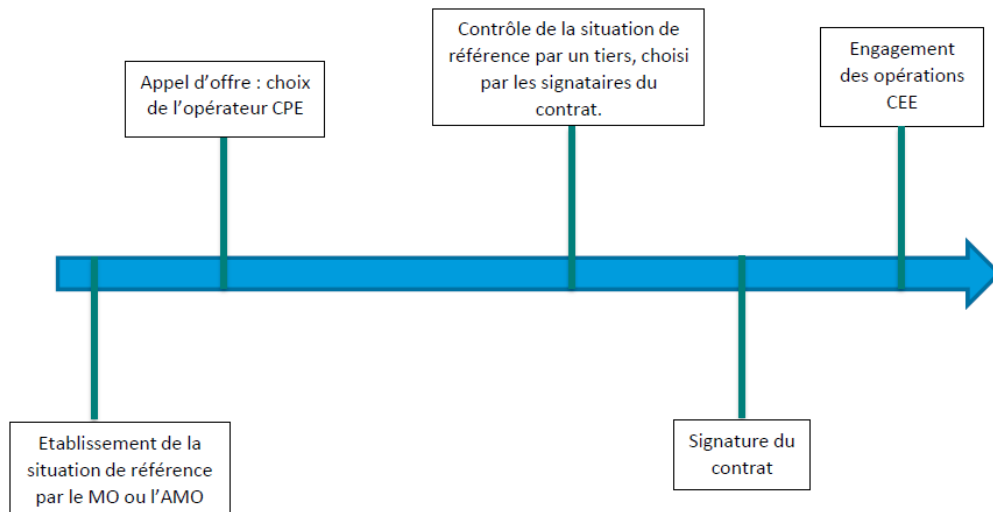 Contrôle de la situation de
référence par un tiers, choisi
par les signataires du
contrat.
Engagement
des opérations
CEE
Appel d’offre : choix
de l’opérateur CPE
Etablissement de la
situation de référence
par le MO ou l’AMO
Signature du
contrat